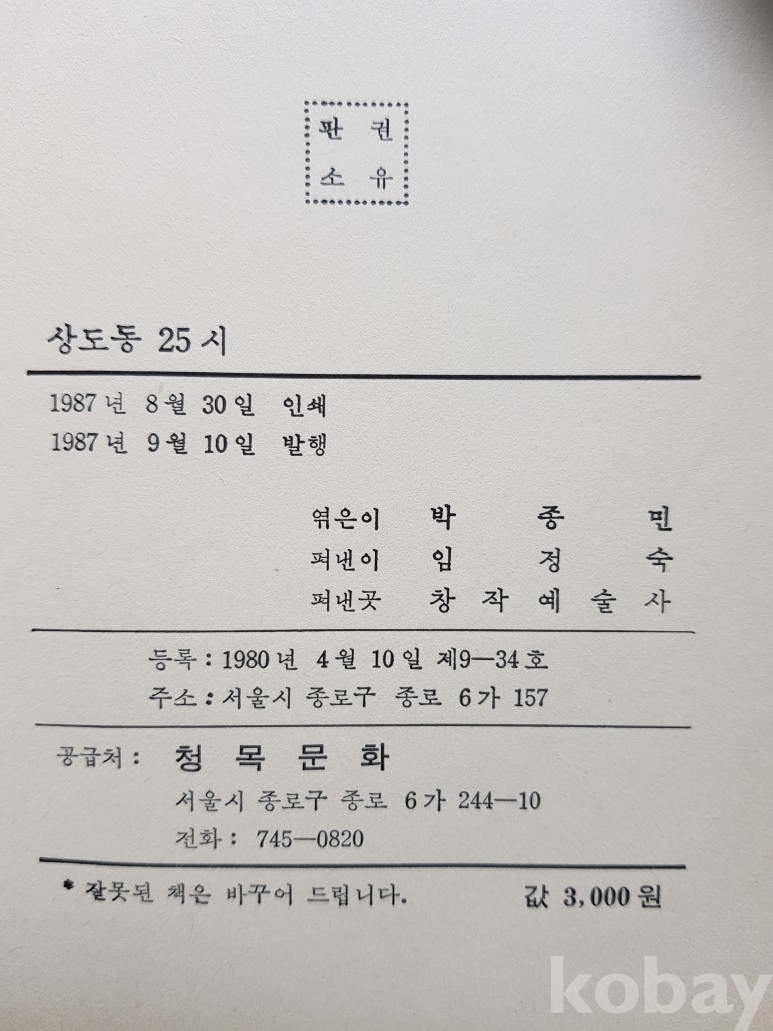 판 권
소 유
상도동 25시
1987년 8월 30일 인쇄
1987년 9월 10일 발행
엮은이 박 종 민
펴낸이 임 정 숙
펴낸곳 창 작 예 술 사
등록 : 1980년 4월 10일 제9—34호
주소 : 서울시 종로구 종로 6가 157
공급처 : 청 목 문 화
서울시 종로구 종로 6가 244—10
전화 : 745—0820
* 잘못된 책은 바꾸어 드립니다. 값 3,000원
kobay